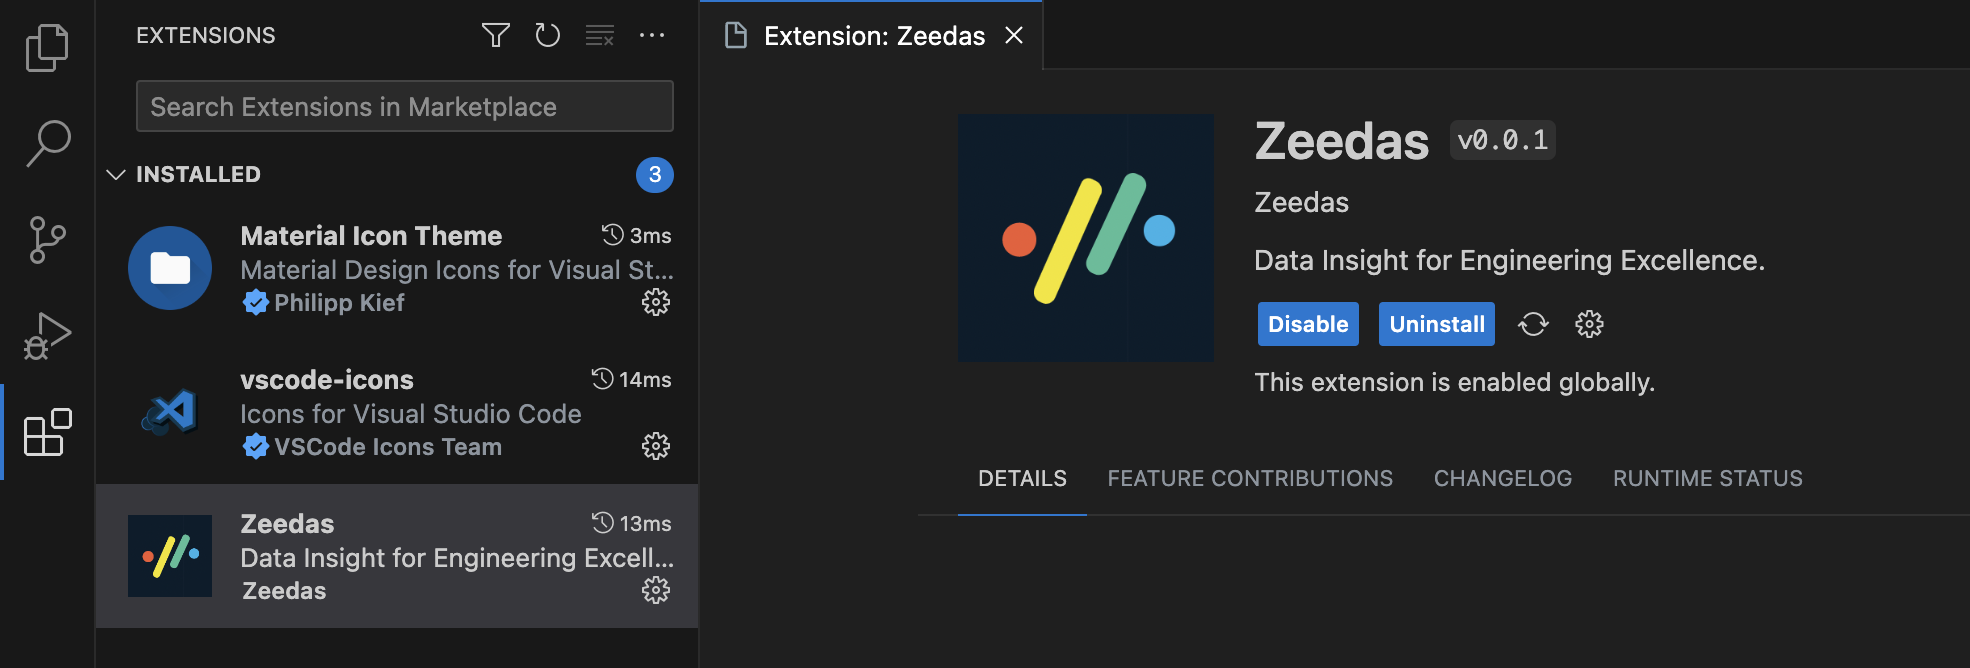 EXTENSIONS
Search Extensions in Marketplace
INSTALLED 3
Material Icon Theme 3ms
Material Design Icons for Visual St...
Philipp Kief
vscode-icons 14ms
Icons for Visual Studio Code
VSCode Icons Team
Zeedas 13ms
Data Insight for Engineering Excell...
Zeedas
Extension: Zeedas
Zeedas v0.0.1
Zeedas
Data Insight for Engineering Excellence.
Disable Uninstall
This extension is enabled globally.
DETAILS FEATURE CONTRIBUTIONS CHANGELOG RUNTIME STATUS